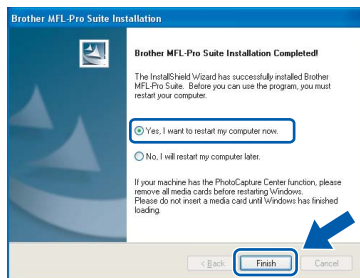 Brother MFL-Pro Suite Installation
Brother MFL-Pro Suite Installation Completed!
The InstallShield Wizard has successfully installed Brother
MFL-Pro Suite. Before you can use the program, you must
restart your computer.
Yes, I want to restart my computer now.
No, I will restart my computer later.
If your machine has the PhotoCapture Center function, please
remove all media cards before restarting Windows.
Please do not insert a media card until Windows has finished
loading.
< Back Finish Cancel